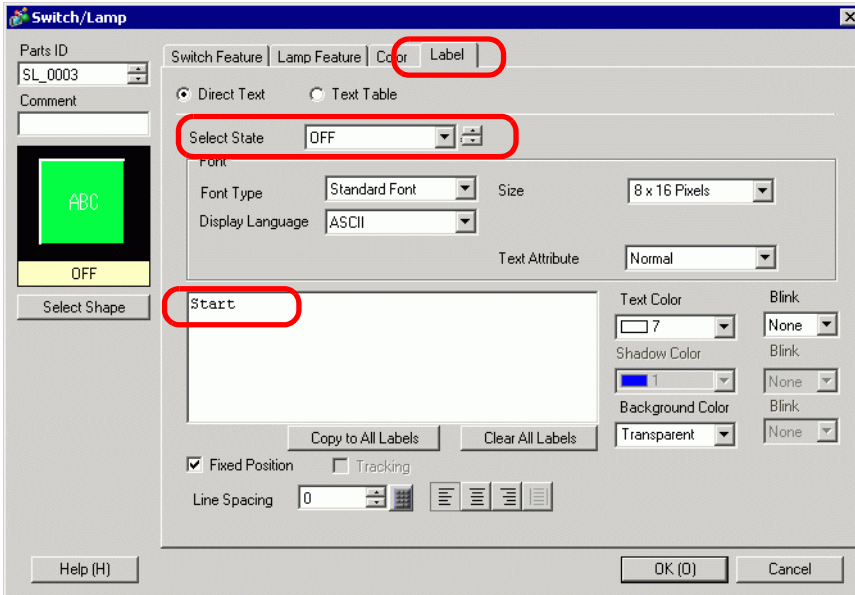 Switch/Lamp
Parts ID
SL_0003
Comment
ABC
OFF
Select Shape
Switch Feature Lamp Feature Color Label
Direct Text Text Table
Select State OFF
Font
Font Type Standard Font Size 8 x 16 Pixels
Display Language ASCII
Text Attribute Normal
Start
Text Color Blink
7 None
Shadow Color Blink
1 None
Background Color Blink
Transparent None
Copy to All Labels Clear All Labels
Fixed Position Tracking
Line Spacing 0
Help (H) OK (O) Cancel